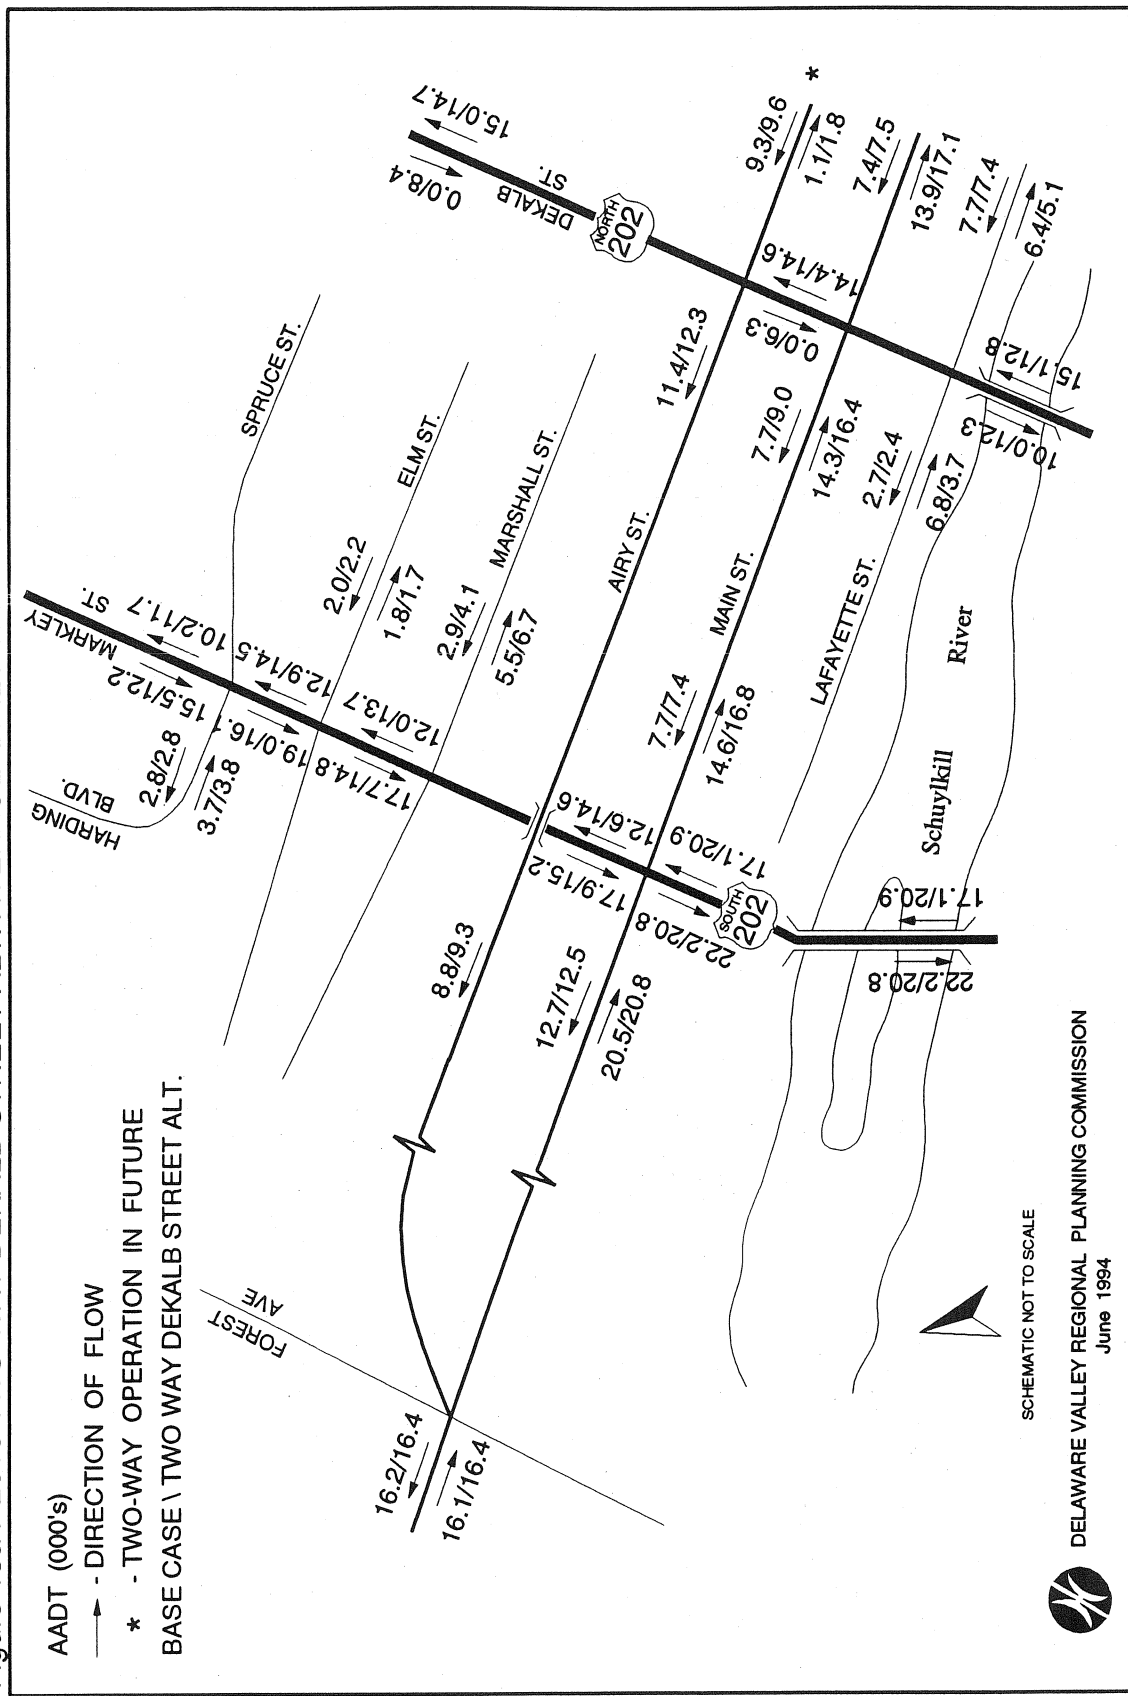 AADT (000's)
- DIRECTION OF FLOW
* - TWO-WAY OPERATION IN FUTURE
BASE CASE \ TWO WAY DEKALB STREET ALT.
FOREST
AVE
16.2/16.4
16.1/16.4
HARDING
BLVD.
MARKLEY
ST.
2.8/2.8
3.7/3.8
15.5/12.2
10.2/11.7
19.0/16.1
12.9/14.5
17.7/14.8
12.0/13.7
SPRUCE ST.
ELM ST.
2.0/2.2
1.8/1.7
MARSHALL ST.
2.9/4.1
5.5/6.7
AIRY ST.
8.8/9.3
11.4/12.3
9.3/9.6
*
1.1/1.8
17.9/15.2
12.6/14.6
MAIN ST.
12.7/12.5
20.5/20.8
7.7/7.4
14.6/16.8
7.7/9.0
14.3/16.4
7.4/7.5
13.9/17.1
22.2/20.8
17.1/20.9
SOUTH
202
LAFAYETTE ST.
2.7/2.4
6.8/3.7
7.7/7.4
6.4/5.1
0.0/8.4
15.0/14.7
DEKALB
ST.
NORTH
202
0.0/6.3
14.4/14.6
10.0/12.3
15.1/12.8
22.2/20.8
17.1/20.9
Schuylkill
River
SCHEMATIC NOT TO SCALE
DELAWARE VALLEY REGIONAL PLANNING COMMISSION
June 1994